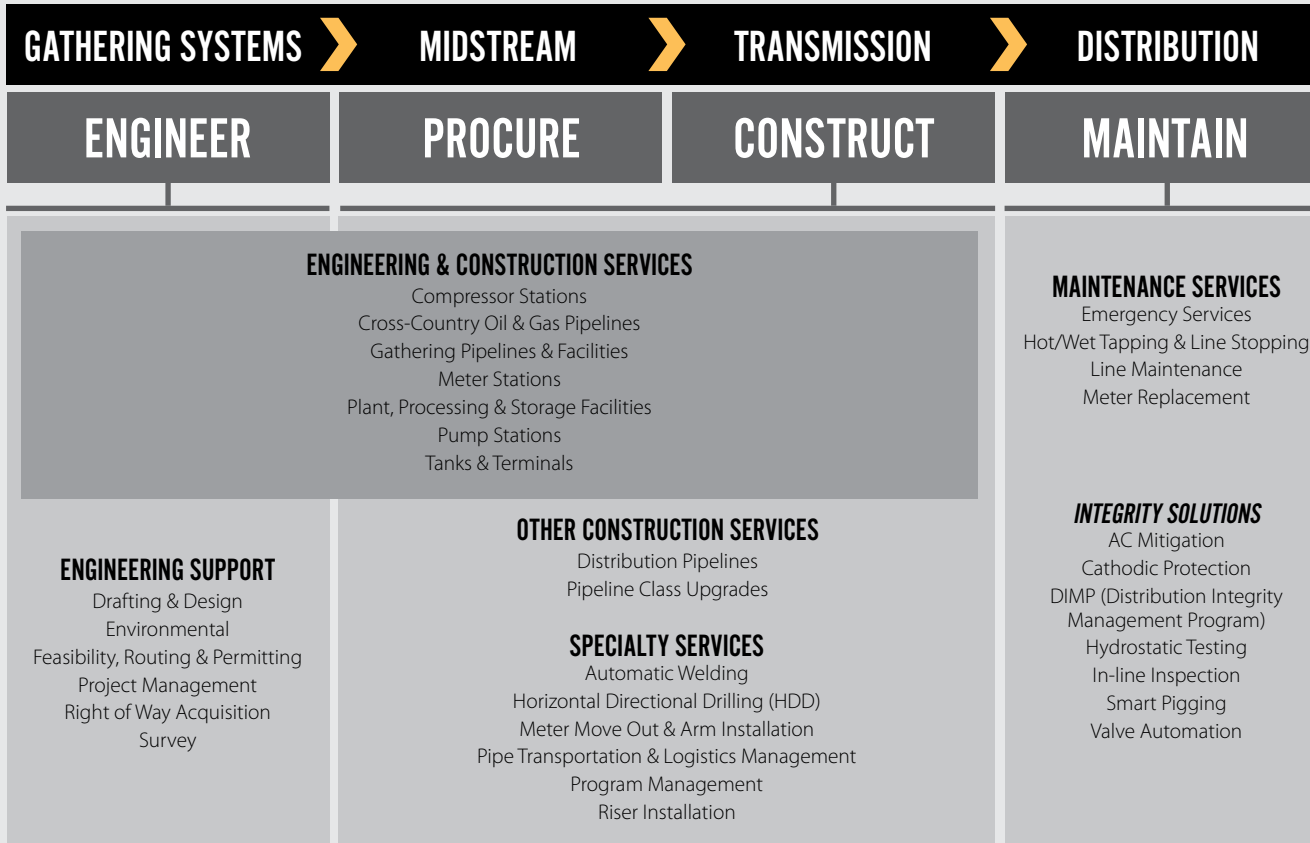 GATHERING SYSTEMS
MIDSTREAM
TRANSMISSION
DISTRIBUTION
ENGINEER
PROCURE
CONSTRUCT
MAINTAIN
ENGINEERING & CONSTRUCTION SERVICES
Compressor Stations
Cross-Country Oil & Gas Pipelines
Gathering Pipelines & Facilities
Meter Stations
Plant, Processing & Storage Facilities
Pump Stations
Tanks & Terminals
ENGINEERING SUPPORT
Drafting & Design
Environmental
Feasibility, Routing & Permitting
Project Management
Right of Way Acquisition
Survey
OTHER CONSTRUCTION SERVICES
Distribution Pipelines
Pipeline Class Upgrades
SPECIALTY SERVICES
Automatic Welding
Horizontal Directional Drilling (HDD)
Meter Move Out & Arm Installation
Pipe Transportation & Logistics Management
Program Management
Riser Installation
MAINTENANCE SERVICES
Emergency Services
Hot/Wet Tapping & Line Stopping
Line Maintenance
Meter Replacement
INTEGRITY SOLUTIONS
AC Mitigation
Cathodic Protection
DIMP (Distribution Integrity
Management Program)
Hydrostatic Testing
In-line Inspection
Smart Pigging
Valve Automation